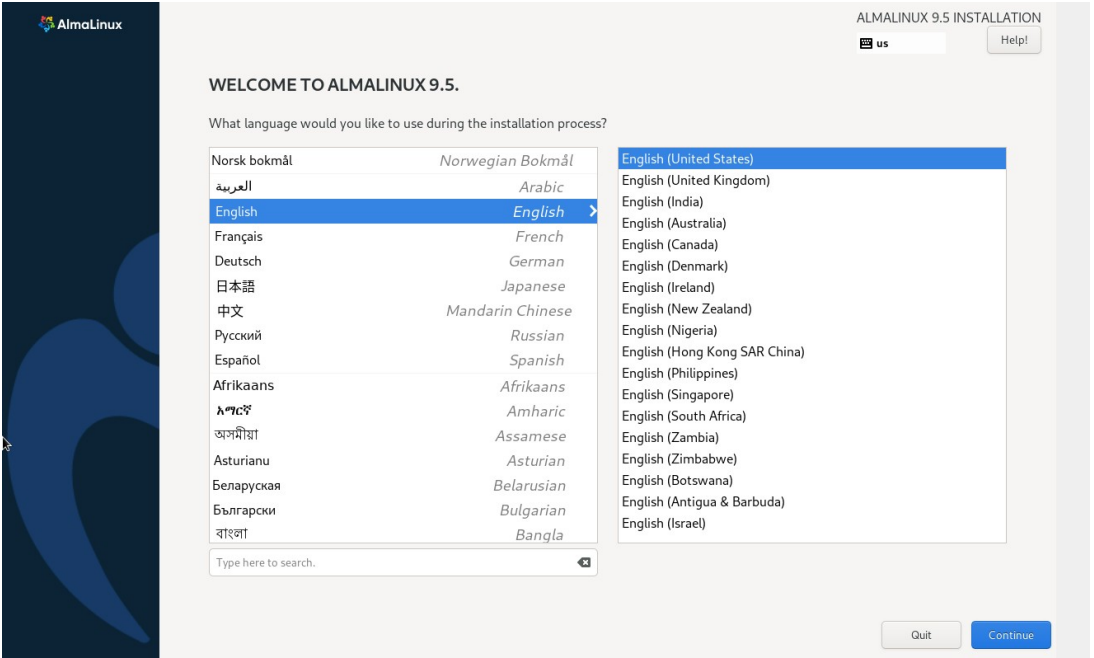 AlmaLinux
ALMALINUX 9.5 INSTALLATION
us
Help!
WELCOME TO ALMALINUX 9.5.
What language would you like to use during the installation process?
Norsk bokmål Norwegian Bokmål
العربية Arabic
English English
Français French
Deutsch German
日本語 Japanese
中文 Mandarin Chinese
Русский Russian
Español Spanish
Afrikaans Afrikaans
አማርኛ Amharic
অসমীয়া Assamese
Asturianu Asturian
Беларуская Belarusian
Български Bulgarian
বাংলা Bangla
Type here to search.
English (United States)
English (United Kingdom)
English (India)
English (Australia)
English (Canada)
English (Denmark)
English (Ireland)
English (New Zealand)
English (Nigeria)
English (Hong Kong SAR China)
English (Philippines)
English (Singapore)
English (South Africa)
English (Zambia)
English (Zimbabwe)
English (Botswana)
English (Antigua & Barbuda)
English (Israel)
Quit
Continue